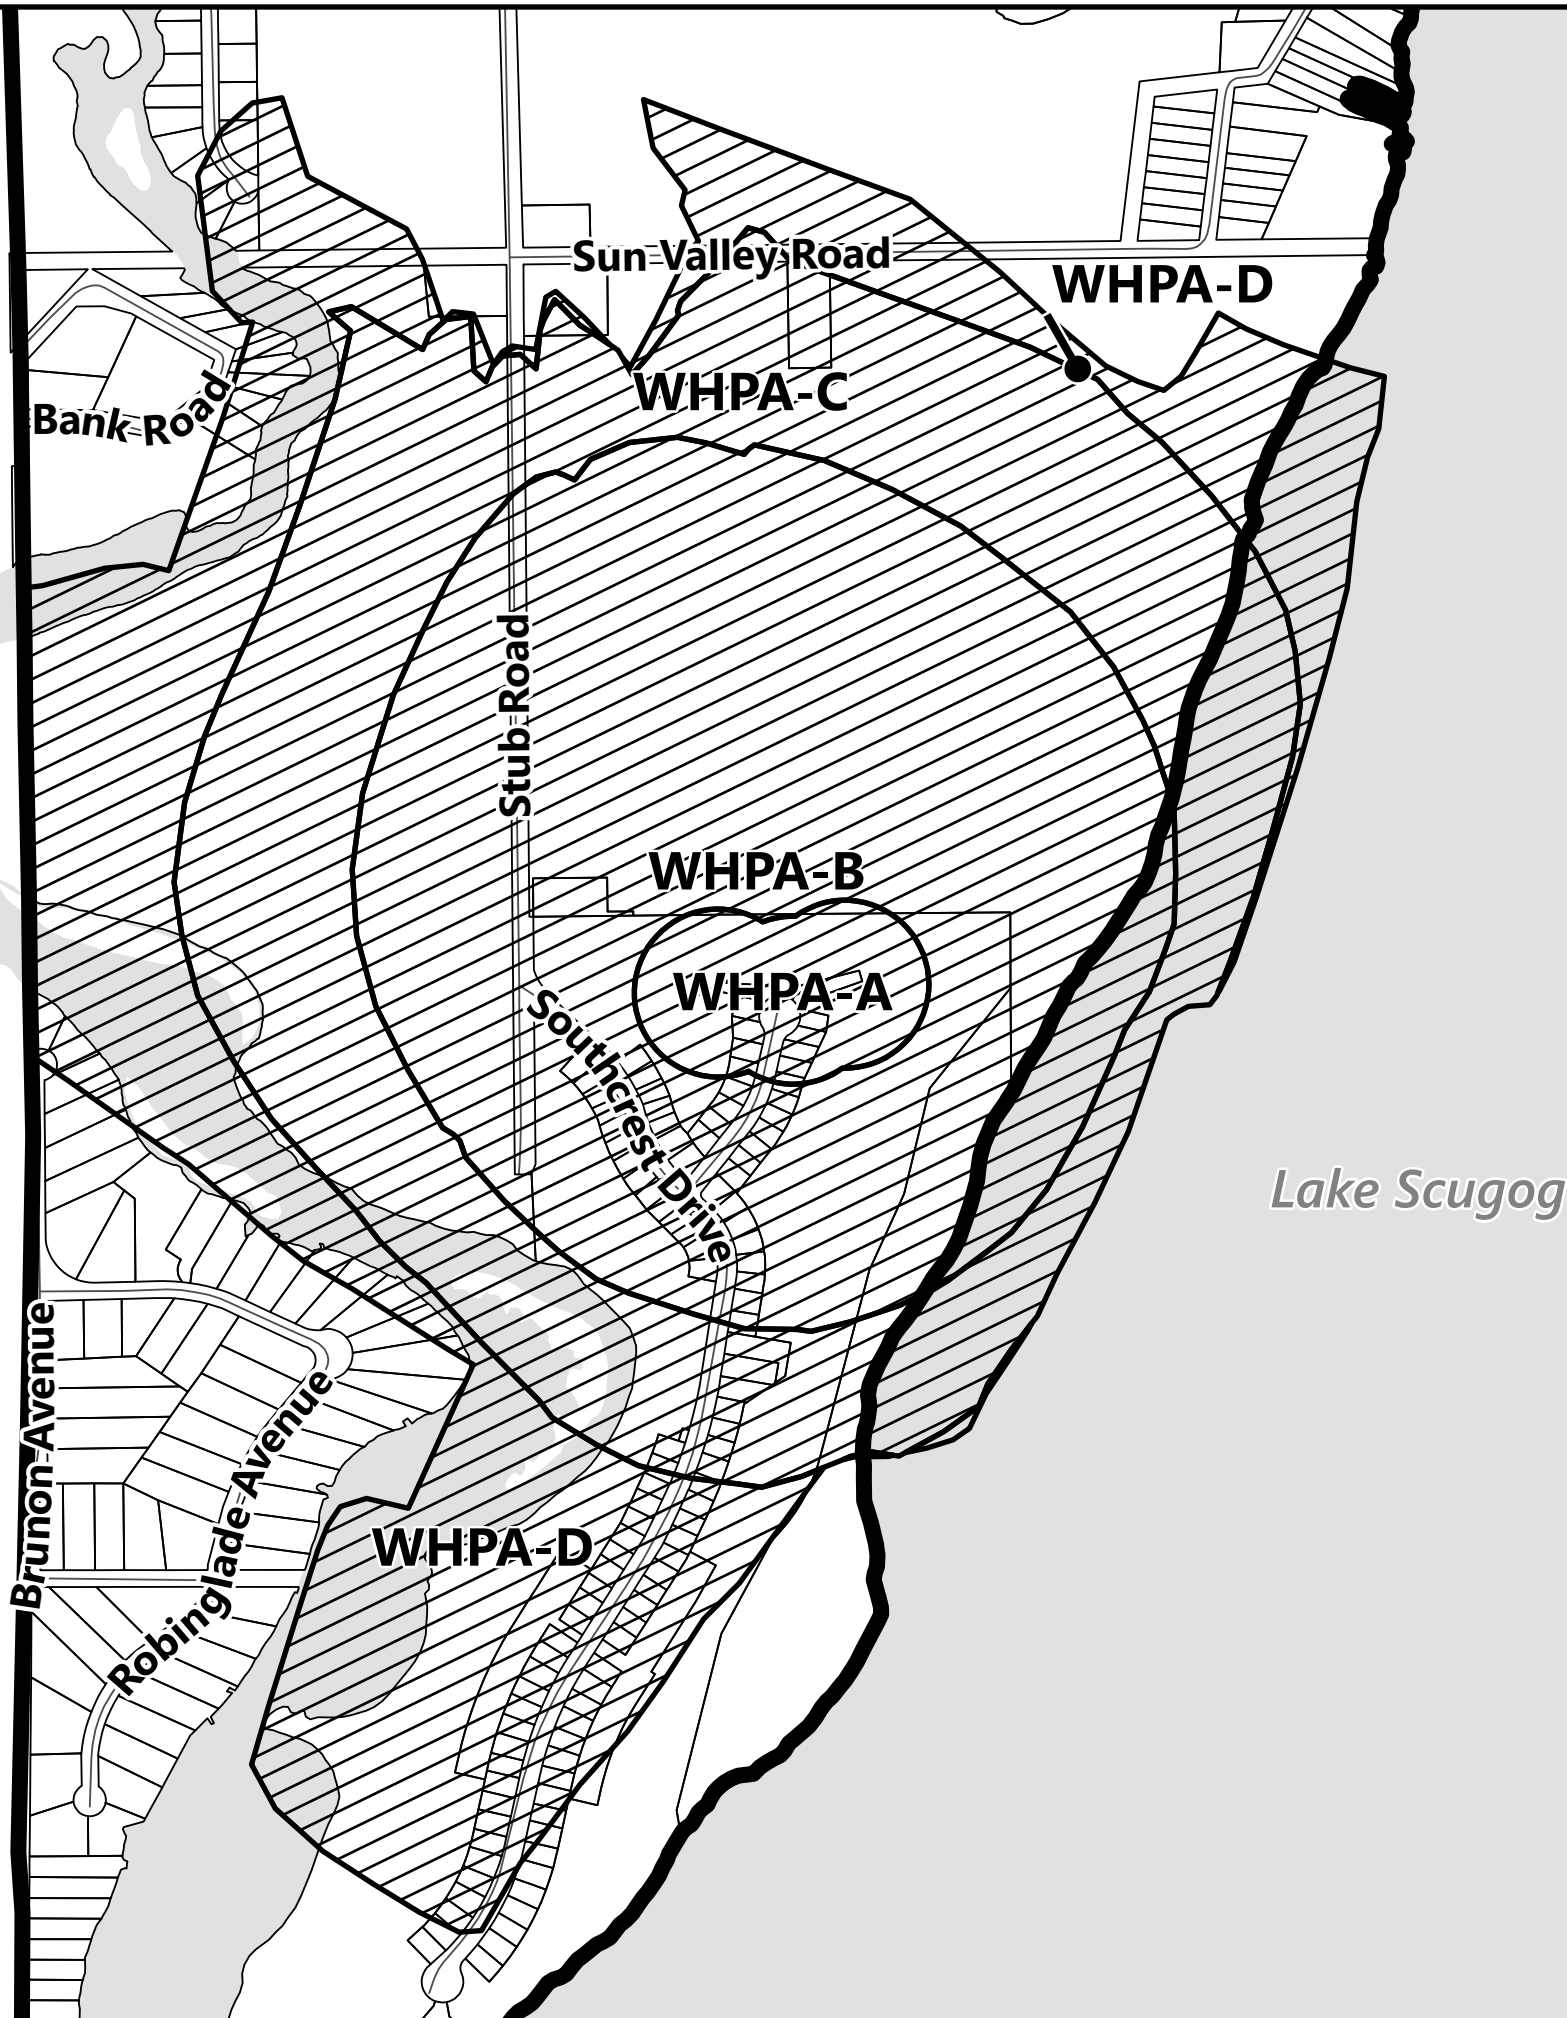 Sun Valley Road
WHPA-D
WHPA-C
Bank Road
Stub Road
WHPA-B
WHPA-A
Southcrest Drive
Lake Scugog
Brunon Avenue
Robinglade Avenue
WHPA-D